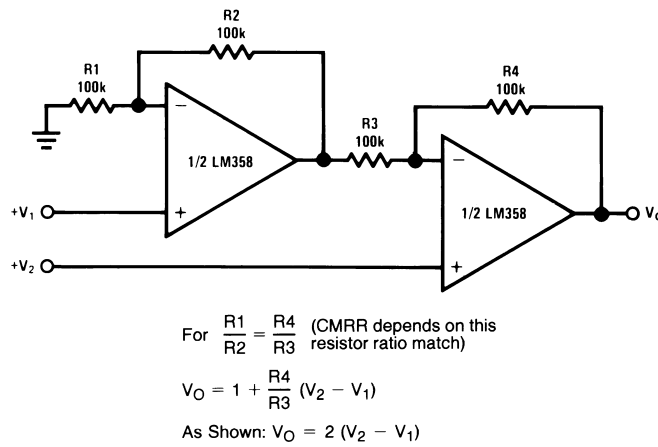 R2
100k
R1
100k
R4
100k
R3
100k
−
1/2 LM358
+
−
1/2 LM358
+
+V1
+V2
VO
For R1/R2 = R4/R3 (CMRR depends on this
resistor ratio match)
VO = 1 + R4/R3 (V2 − V1)
As Shown: VO = 2 (V2 − V1)